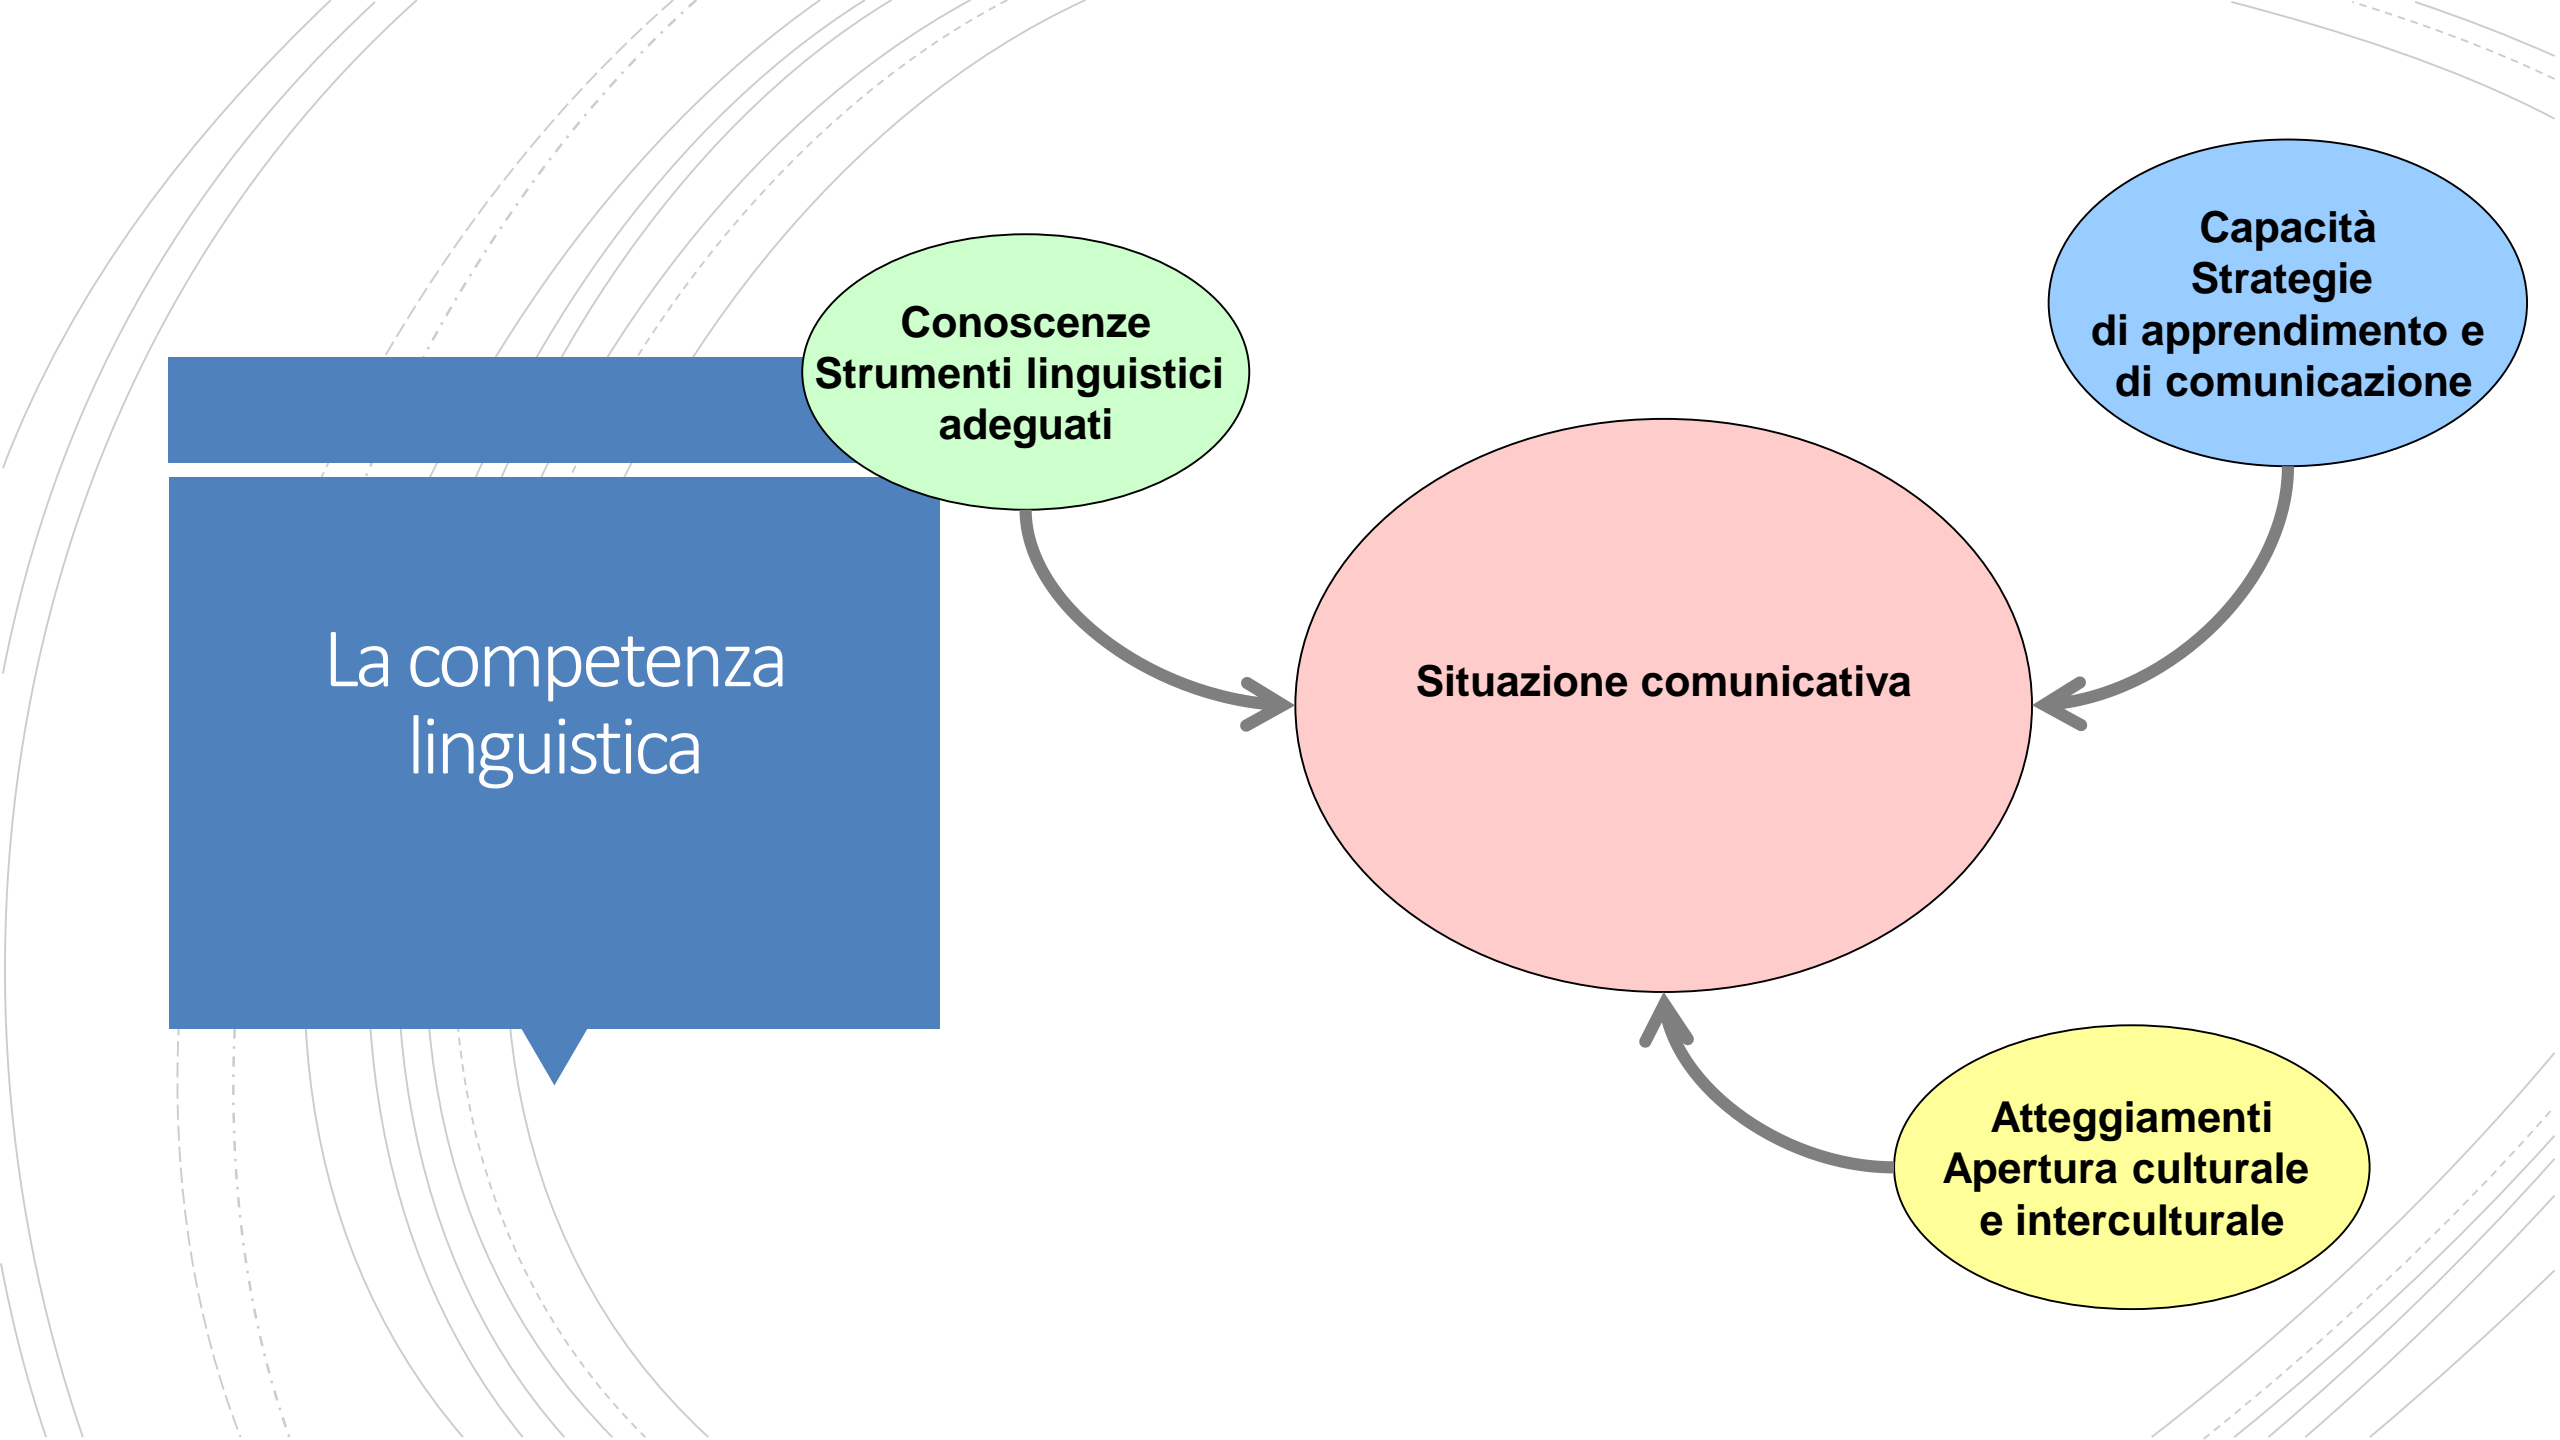 La competenza
linguistica
Conoscenze
Strumenti linguistici
adeguati
Capacità
Strategie
di apprendimento e
di comunicazione
Situazione comunicativa
Atteggiamenti
Apertura culturale
e interculturale